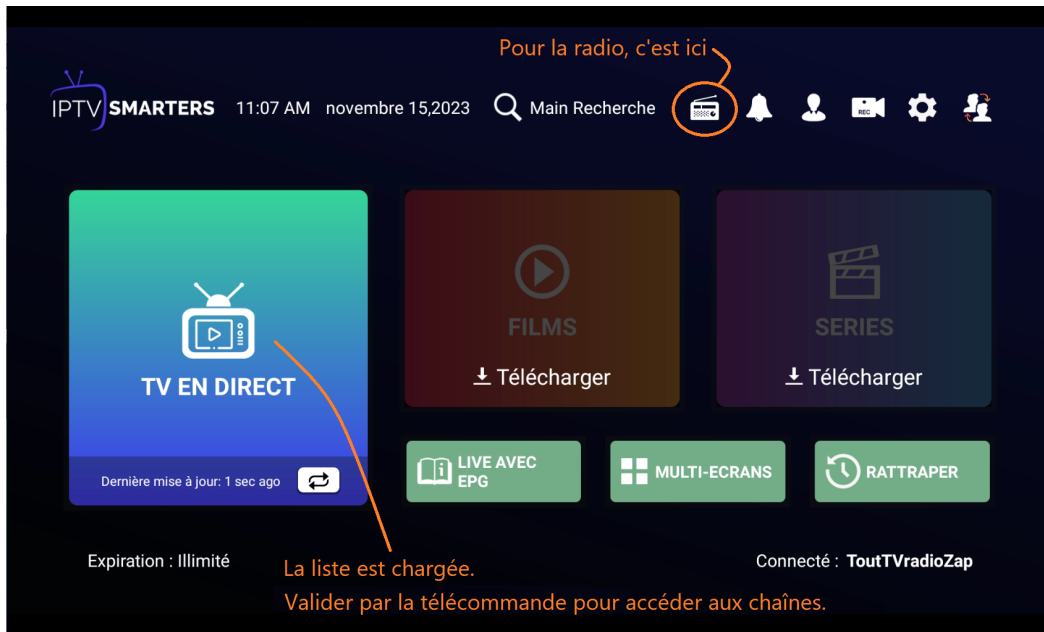 Pour la radio, c'est ici
IPTV SMARTERS 11:07 AM novembre 15,2023 Main Recherche REC
TV EN DIRECT
Dernière mise à jour: 1 sec ago
FILMS
Télécharger
SERIES
Télécharger
LIVE AVEC
EPG
MULTI-ECRANS
RATTRAPER
Expiration : Illimité
Connecté : ToutTVradioZap
La liste est chargée.
Valider par la télécommande pour accéder aux chaînes.